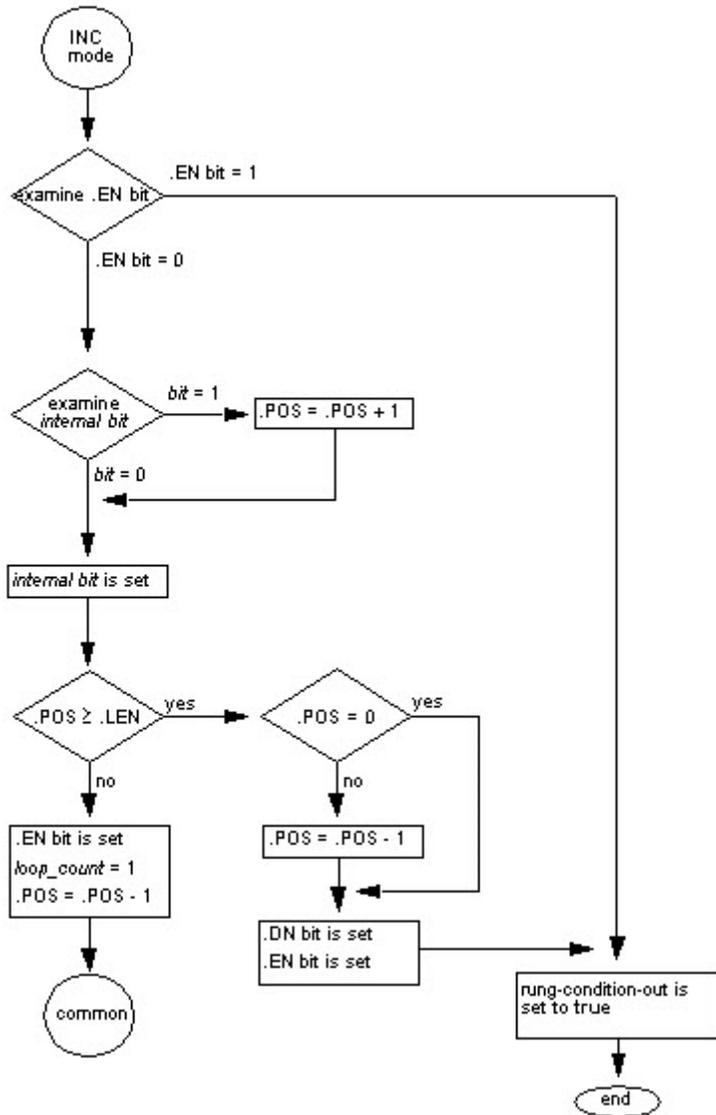 INC
mode
.EN bit = 1
examine .EN bit
.EN bit = 0
bit = 1
examine
internal bit
.POS = .POS + 1
bit = 0
internal bit is set
.POS ≥ .LEN
yes
.POS = 0
yes
no
no
.EN bit is set
loop_count = 1
.POS = .POS - 1
.POS = .POS - 1
.DN bit is set
.EN bit is set
common
rung-condition-out is
set to true
end